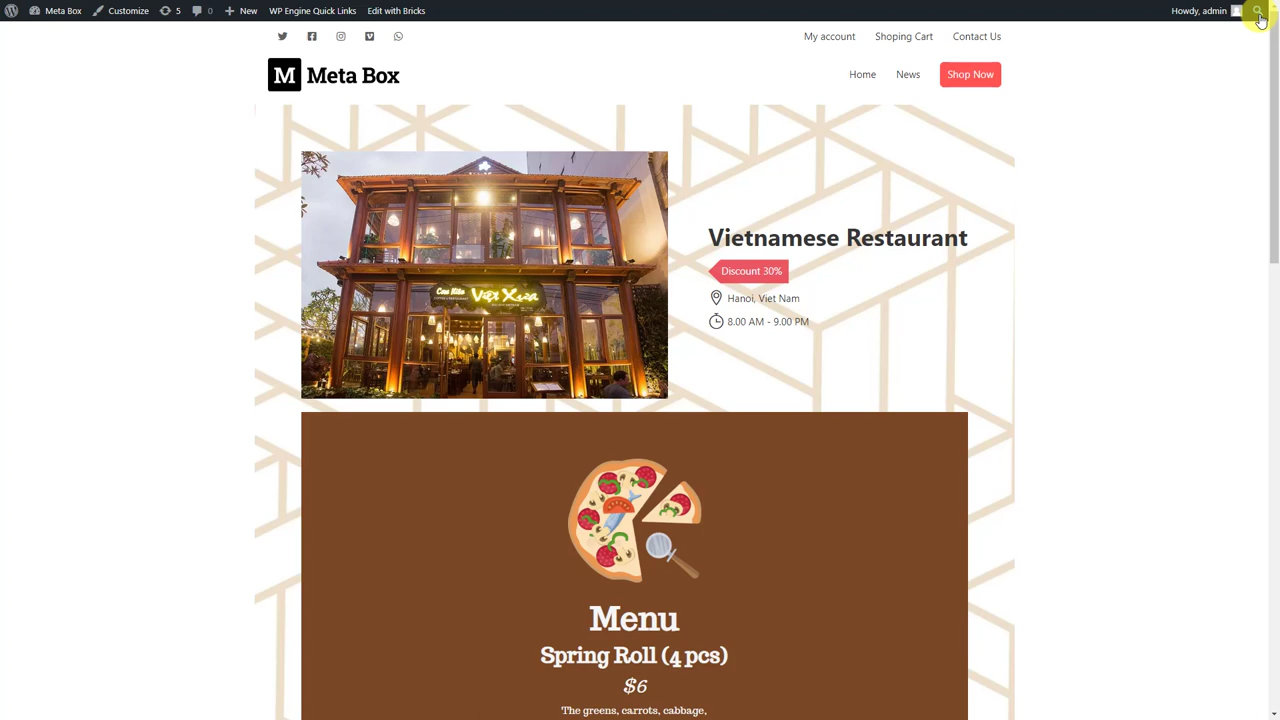 Meta Box
Customize
5
0
New
WP Engine Quick Links
Edit with Bricks
Howdy, admin
My account
Shoping Cart
Contact Us
M Meta Box
Home
News
Shop Now
Việt Xưa
Vietnamese Restaurant
Discount 30%
Hanoi, Viet Nam
8.00 AM - 9.00 PM
Menu
Spring Roll (4 pcs)
$6
The greens, carrots, cabbage,